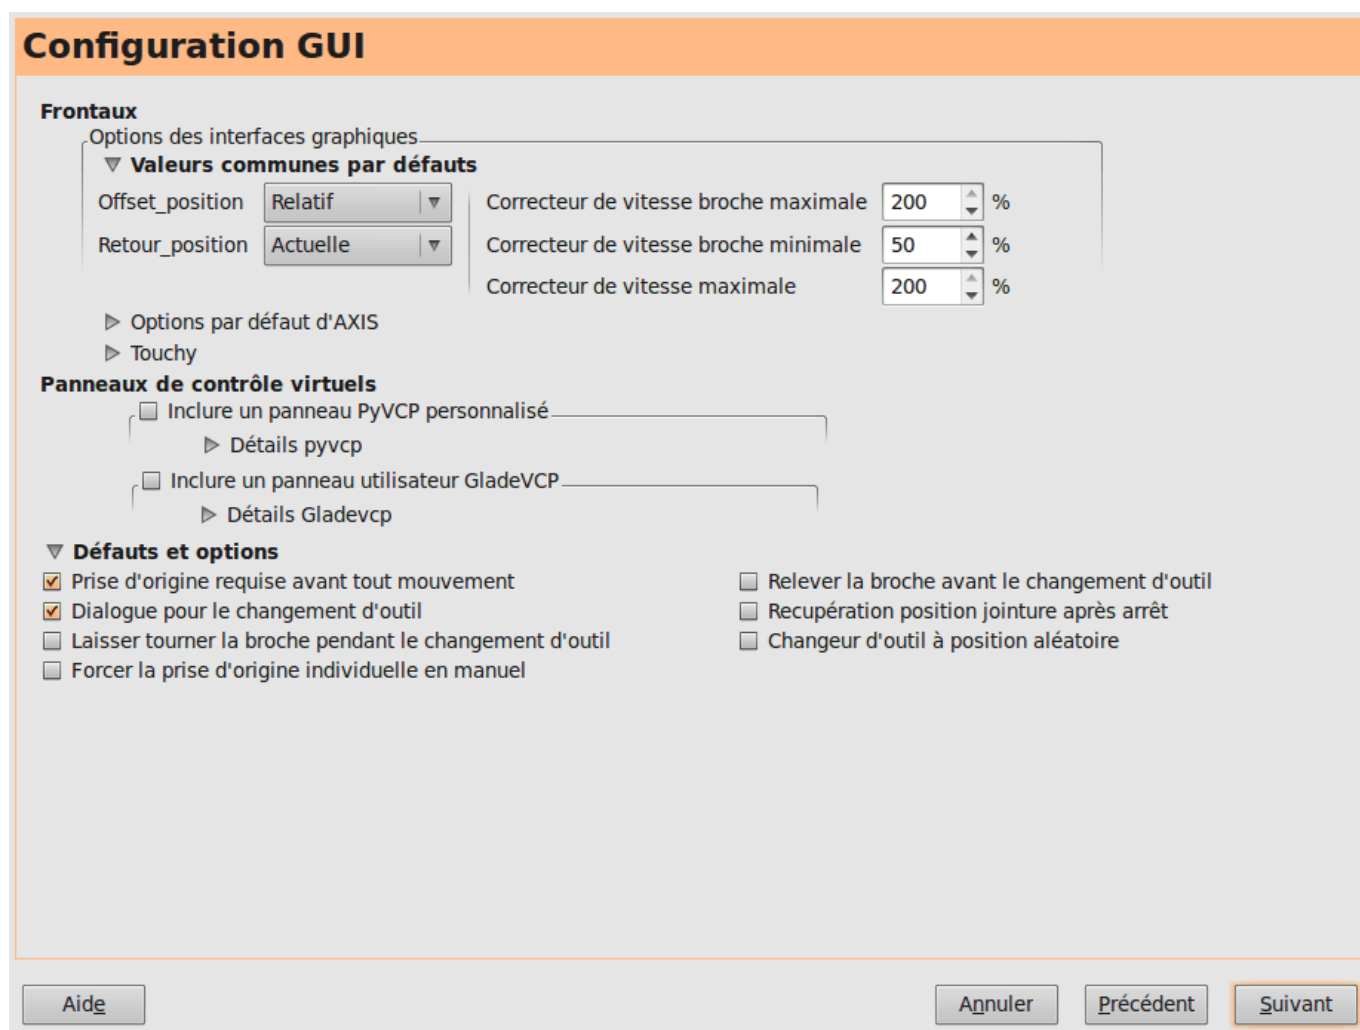 Configuration GUI
Frontaux
Options des interfaces graphiques
Valeurs communes par défauts
Offset_position Relatif Correcteur de vitesse broche maximale 200 %
Retour_position Actuelle Correcteur de vitesse broche minimale 50 %
Correcteur de vitesse maximale 200 %
Options par défaut d'AXIS
Touchy
Panneaux de contrôle virtuels
Inclure un panneau PyVCP personnalisé
Détails pyvcp
Inclure un panneau utilisateur GladeVCP
Détails Gladevcp
Défauts et options
Prise d'origine requise avant tout mouvement Relever la broche avant le changement d'outil
Dialogue pour le changement d'outil Recupération position jointure après arrêt
Laisser tourner la broche pendant le changement d'outil Changeur d'outil à position aléatoire
Forcer la prise d'origine individuelle en manuel
Aide Annuler Précédent Suivant